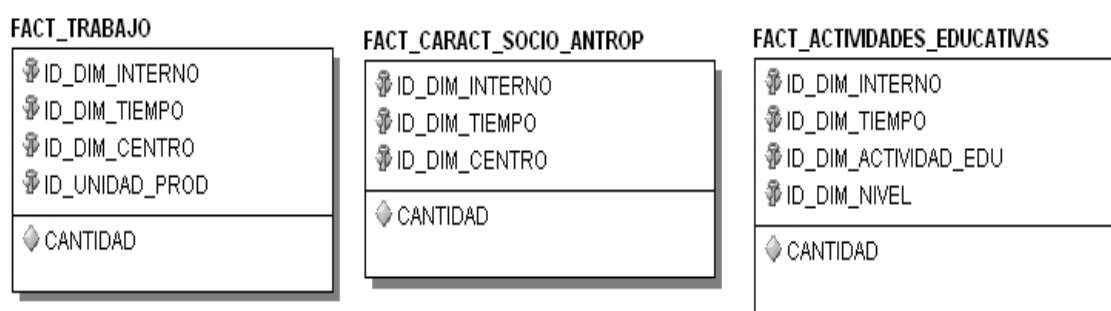 FACT_TRABAJO
ID_DIM_INTERNO
ID_DIM_TIEMPO
ID_DIM_CENTRO
ID_UNIDAD_PROD
CANTIDAD
FACT_CARACT_SOCIO_ANTROP
ID_DIM_INTERNO
ID_DIM_TIEMPO
ID_DIM_CENTRO
CANTIDAD
FACT_ACTIVIDADES_EDUCATIVAS
ID_DIM_INTERNO
ID_DIM_TIEMPO
ID_DIM_ACTIVIDAD_EDU
ID_DIM_NIVEL
CANTIDAD